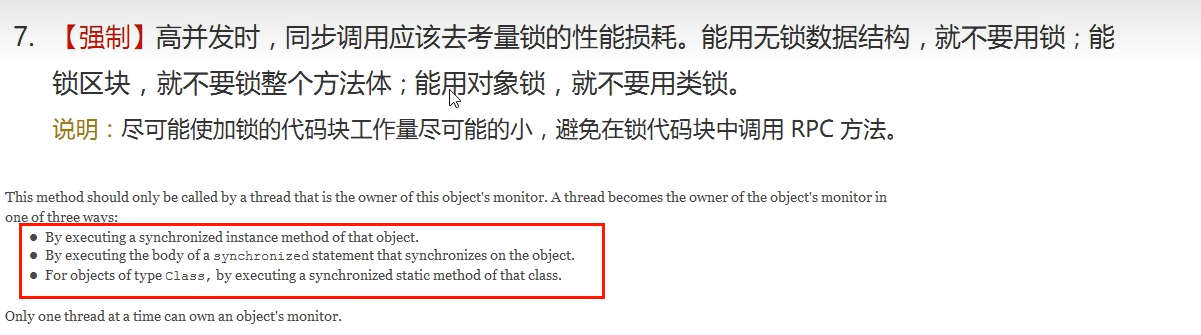 7. 【强制】高并发时，同步调用应该去考量锁的性能损耗。能用无锁数据结构，就不要用锁；能
锁区块，就不要锁整个方法体；能用对象锁，就不要用类锁。
说明：尽可能使加锁的代码块工作量尽可能的小，避免在锁代码块中调用 RPC 方法。
This method should only be called by a thread that is the owner of this object's monitor. A thread becomes the owner of the object's monitor in
one of three ways:
● By executing a synchronized instance method of that object.
● By executing the body of a synchronized statement that synchronizes on the object.
● For objects of type Class, by executing a synchronized static method of that class.
Only one thread at a time can own an object's monitor.